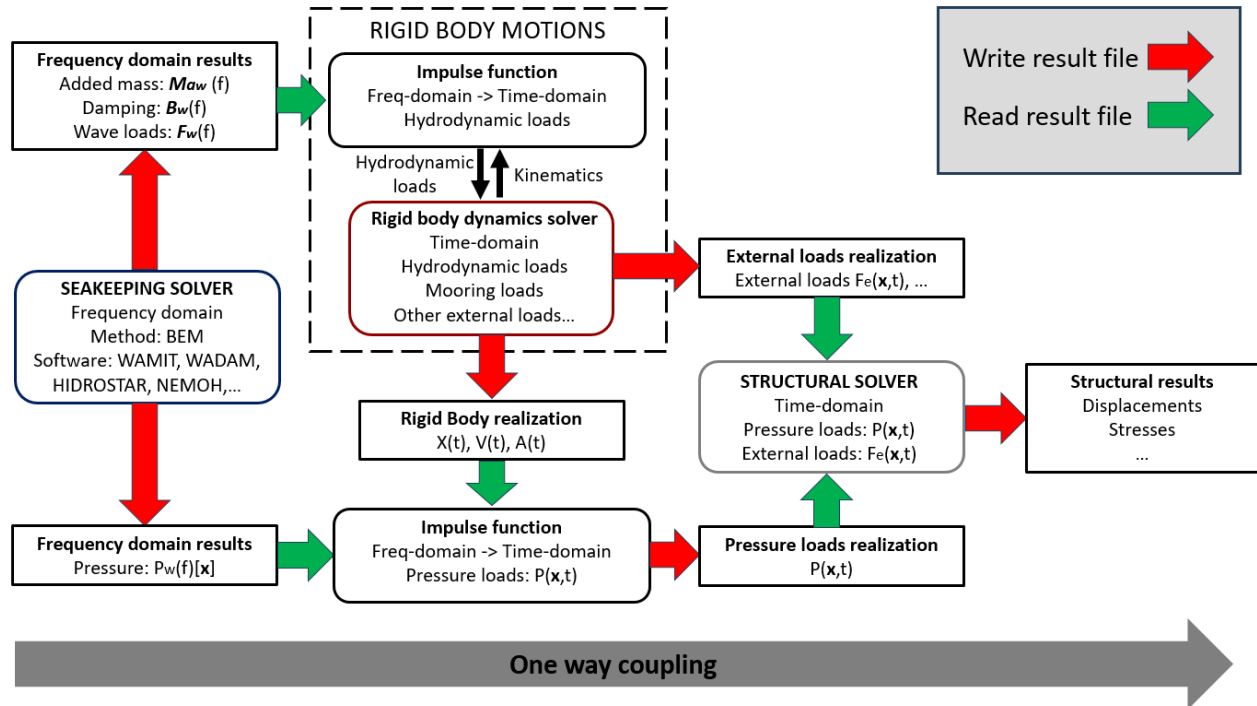 RIGID BODY MOTIONS
Frequency domain results
Added mass: Maw (f)
Damping: Bw(f)
Wave loads: Fw(f)
Impulse function
Freq-domain -> Time-domain
Hydrodynamic loads
Write result file
Read result file
Hydrodynamic
loads
Kinematics
Rigid body dynamics solver
Time-domain
Hydrodynamic loads
Mooring loads
Other external loads...
External loads realization
External loads Fe(x,t), ...
SEAKEEPING SOLVER
Frequency domain
Method: BEM
Software: WAMIT, WADAM,
HIDROSTAR, NEMOH,...
STRUCTURAL SOLVER
Time-domain
Pressure loads: P(x,t)
External loads: Fe(x,t)
Structural results
Displacements
Stresses
...
Rigid Body realization
X(t), V(t), A(t)
Frequency domain results
Pressure: Pw(f)[x]
Impulse function
Freq-domain -> Time-domain
Pressure loads: P(x,t)
Pressure loads realization
P(x,t)
One way coupling